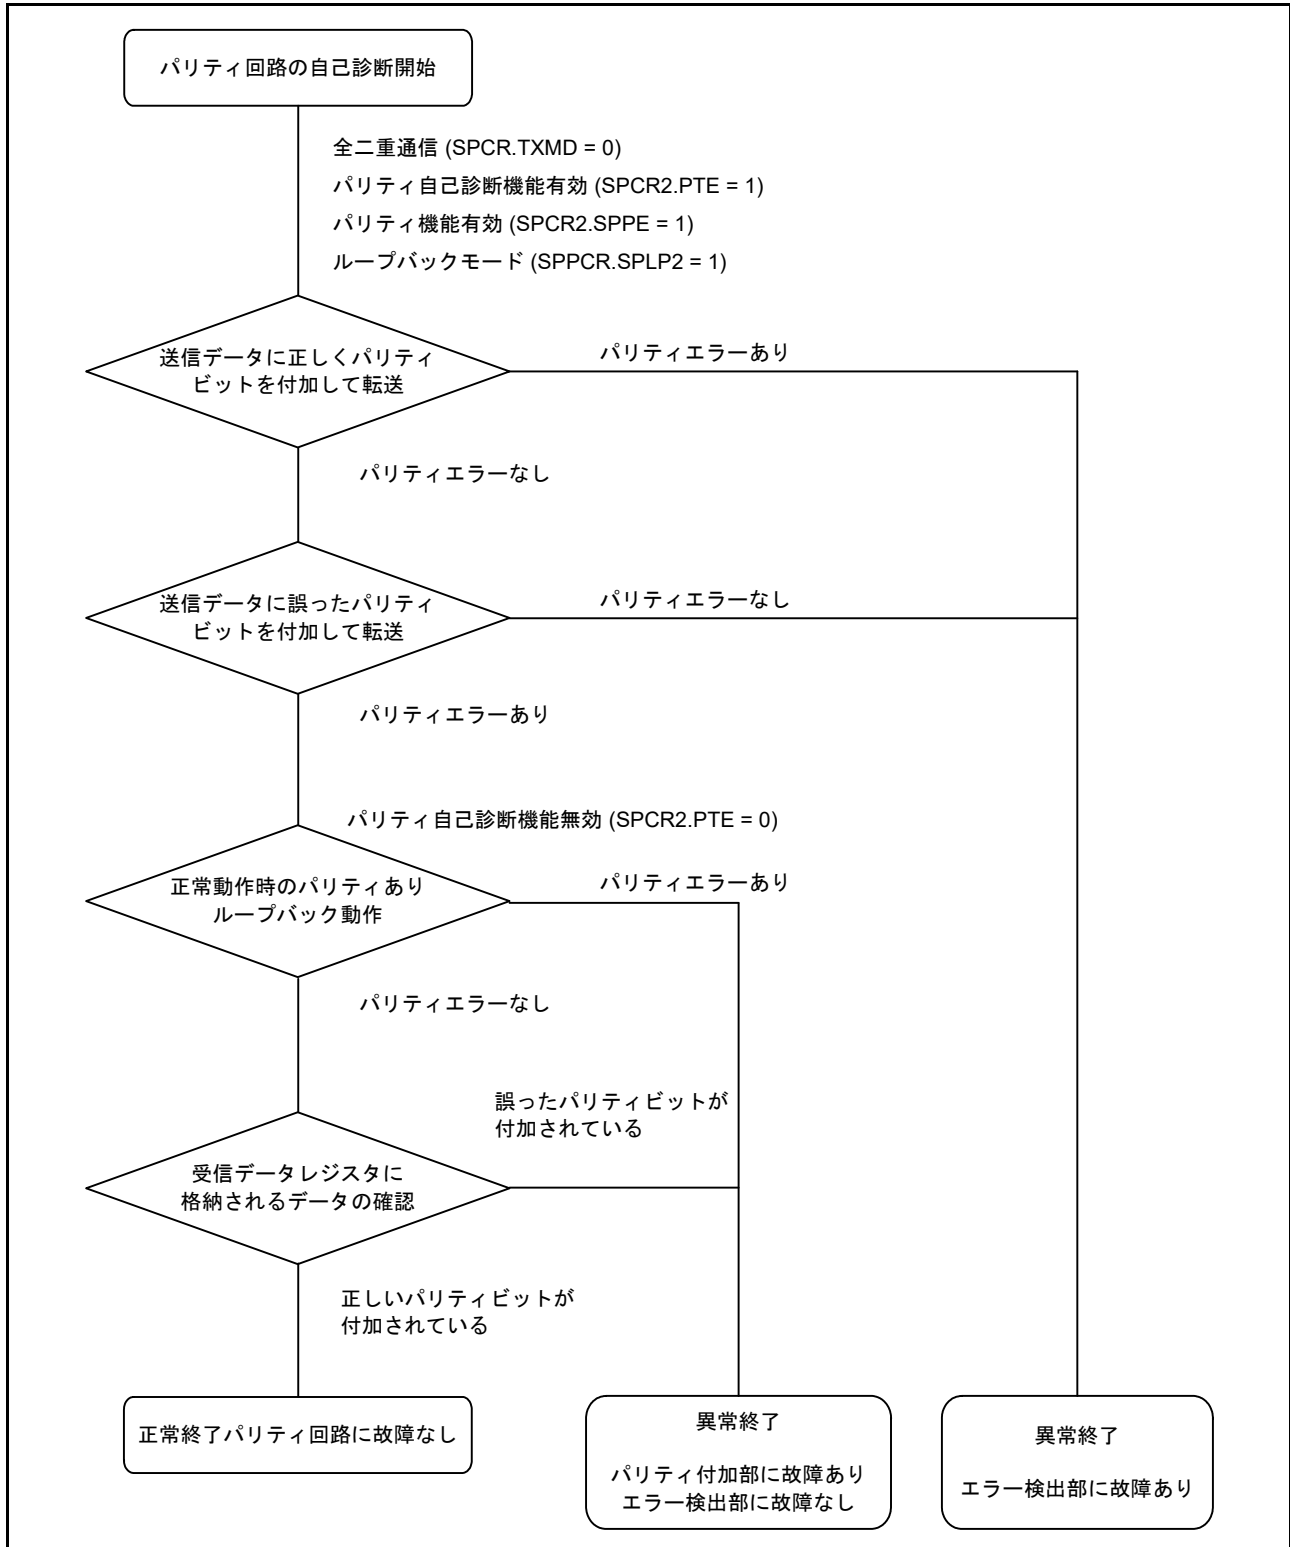 パリティ回路の自己診断開始
全二重通信 (SPCR.TXMD = 0)
パリティ自己診断機能有効 (SPCR2.PTE = 1)
パリティ機能有効 (SPCR2.SPPE = 1)
ループバックモード (SPPCR.SPLP2 = 1)
送信データに正しくパリティ
ビットを付加して転送
パリティエラーあり
パリティエラーなし
送信データに誤ったパリティ
ビットを付加して転送
パリティエラーなし
パリティエラーあり
パリティ自己診断機能無効 (SPCR2.PTE = 0)
正常動作時のパリティあり
ループバック動作
パリティエラーあり
パリティエラーなし
誤ったパリティビットが
付加されている
受信データレジスタに
格納されるデータの確認
正しいパリティビットが
付加されている
正常終了パリティ回路に故障なし
異常終了
パリティ付加部に故障あり
エラー検出部に故障なし
異常終了
エラー検出部に故障あり